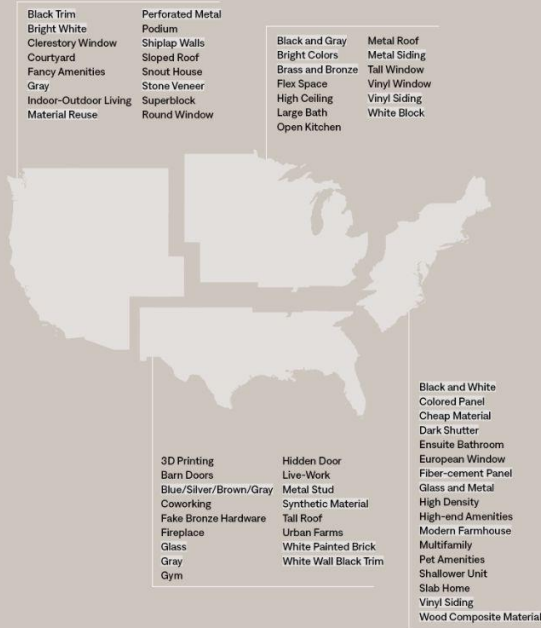 Black Trim
Bright White
Clerestory Window
Courtyard
Fancy Amenities
Gray
Indoor-Outdoor Living
Material Reuse
Perforated Metal
Podium
Shiplap Walls
Sloped Roof
Snout House
Stone Veneer
Superblock
Round Window
Black and Gray
Bright Colors
Brass and Bronze
Flex Space
High Ceiling
Large Bath
Open Kitchen
Metal Roof
Metal Siding
Tall Window
Vinyl Window
Vinyl Siding
White Block
3D Printing
Barn Doors
Blue/Silver/Brown/Gray
Coworking
Fake Bronze Hardware
Fireplace
Glass
Gray
Gym
Hidden Door
Live-Work
Metal Stud
Synthetic Material
Tall Roof
Urban Farms
White Painted Brick
White Wall Black Trim
Black and White
Colored Panel
Cheap Material
Dark Shutter
Ensuite Bathroom
European Window
Fiber-cement Panel
Glass and Metal
High Density
High-end Amenities
Modern Farmhouse
Multifamily
Pet Amenities
Shallower Unit
Slab Home
Vinyl Siding
Wood Composite Material